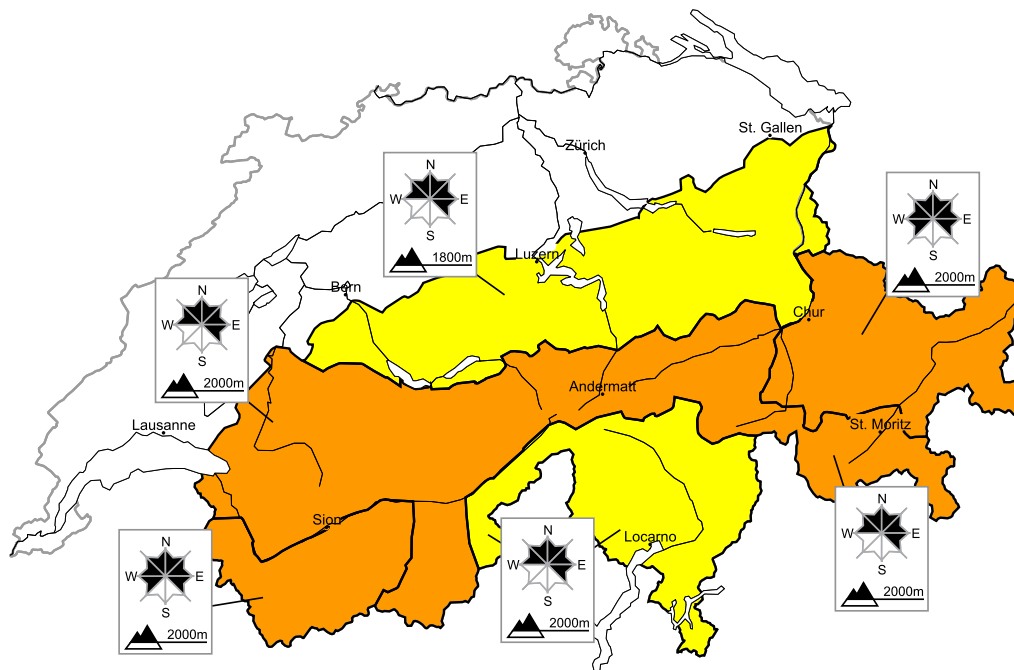 St. Gallen
Zürich
N
W E
S
1800m
N
W E
S
2000m
Luzern
Bern
N
W E
S
2000m
Chur
Andermatt
Lausanne
St. Moritz
N
W E
S
2000m
Sion
N
W E
S
2000m
N
W E
S
2000m
Locarno